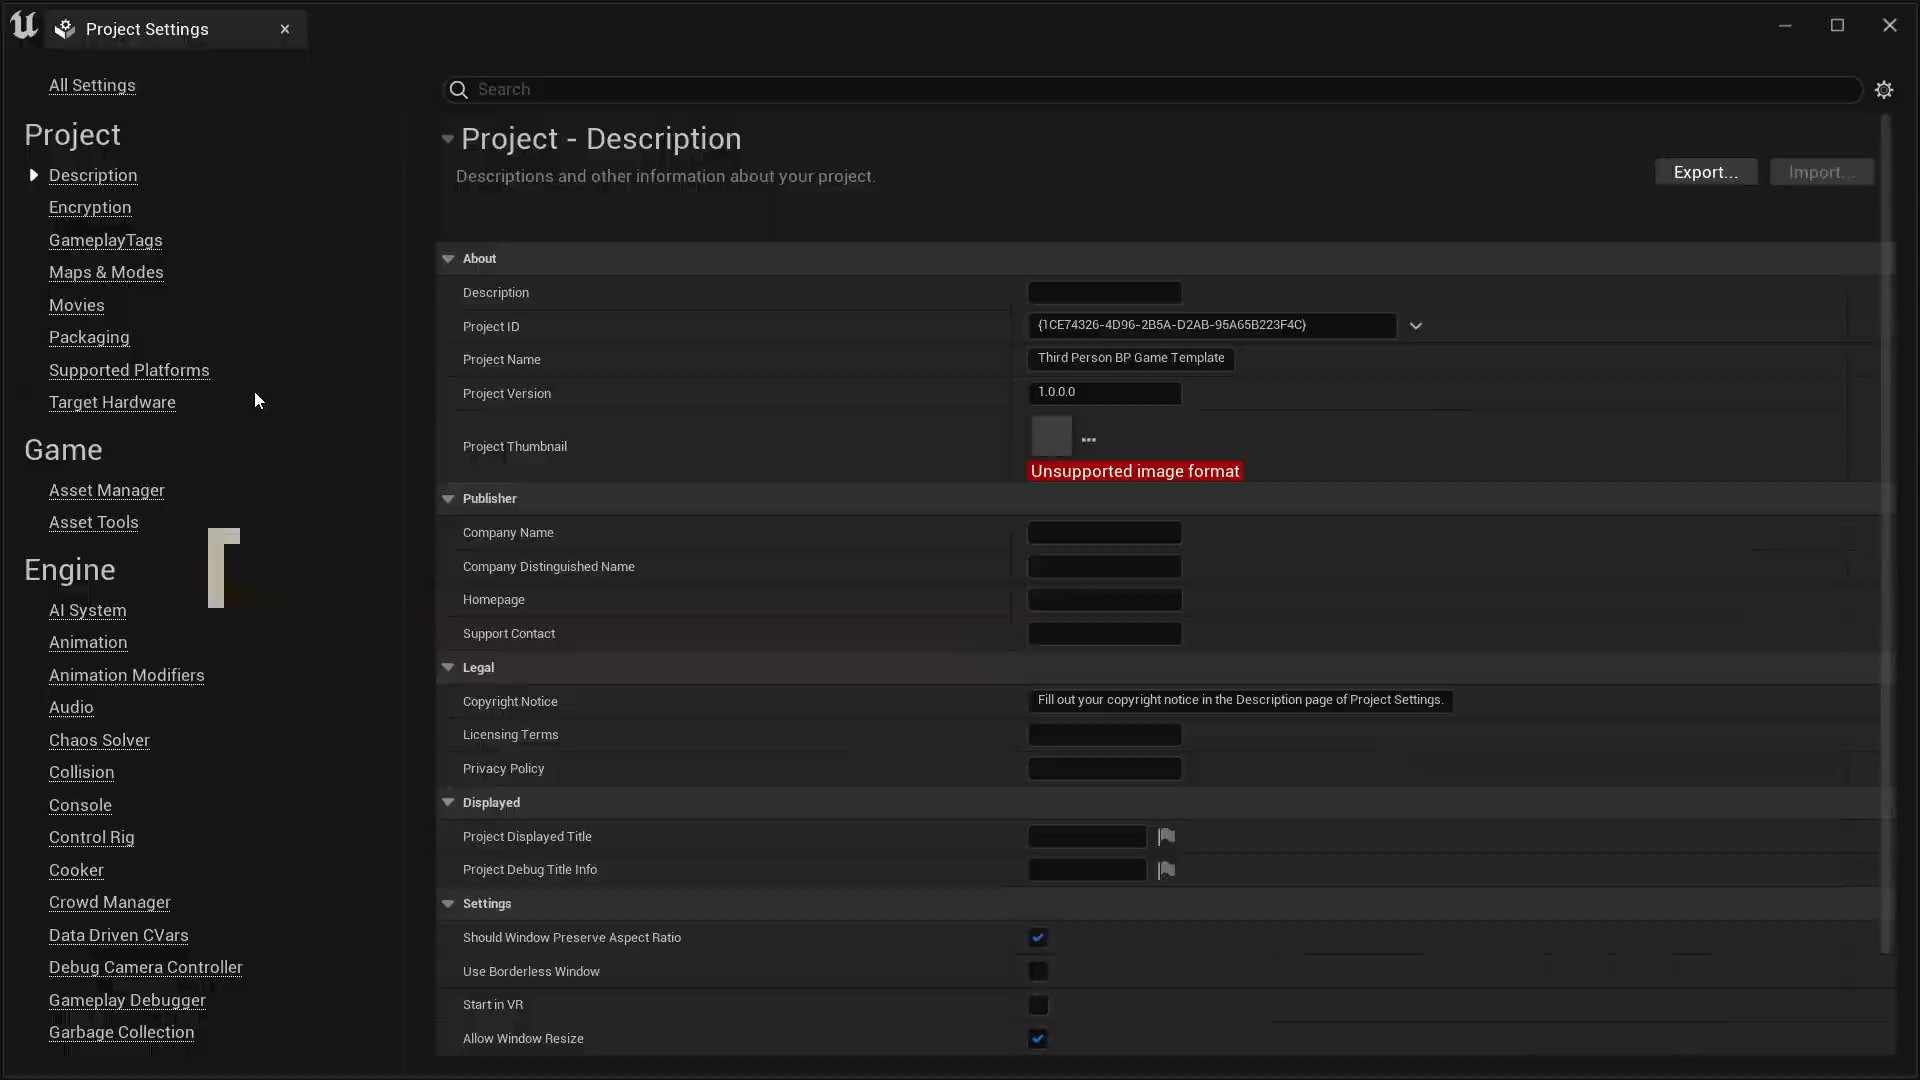 Project Settings
All Settings
Project
Description
Encryption
GameplayTags
Maps & Modes
Movies
Packaging
Supported Platforms
Target Hardware
Game
Asset Manager
Asset Tools
Engine
AI System
Animation
Animation Modifiers
Audio
Chaos Solver
Collision
Console
Control Rig
Cooker
Crowd Manager
Data Driven CVars
Debug Camera Controller
Gameplay Debugger
Garbage Collection
Search
Project - Description
Descriptions and other information about your project.
Export...
Import...
About
Description
Project ID
{1CE74326-4D96-2B5A-D2AB-95A65B223F4C}
Project Name
Third Person BP Game Template
Project Version
1.0.0.0
Project Thumbnail
Unsupported image format
Publisher
Company Name
Company Distinguished Name
Homepage
Support Contact
Legal
Copyright Notice
Fill out your copyright notice in the Description page of Project Settings.
Licensing Terms
Privacy Policy
Displayed
Project Displayed Title
Project Debug Title Info
Settings
Should Window Preserve Aspect Ratio
Use Borderless Window
Start in VR
Allow Window Resize